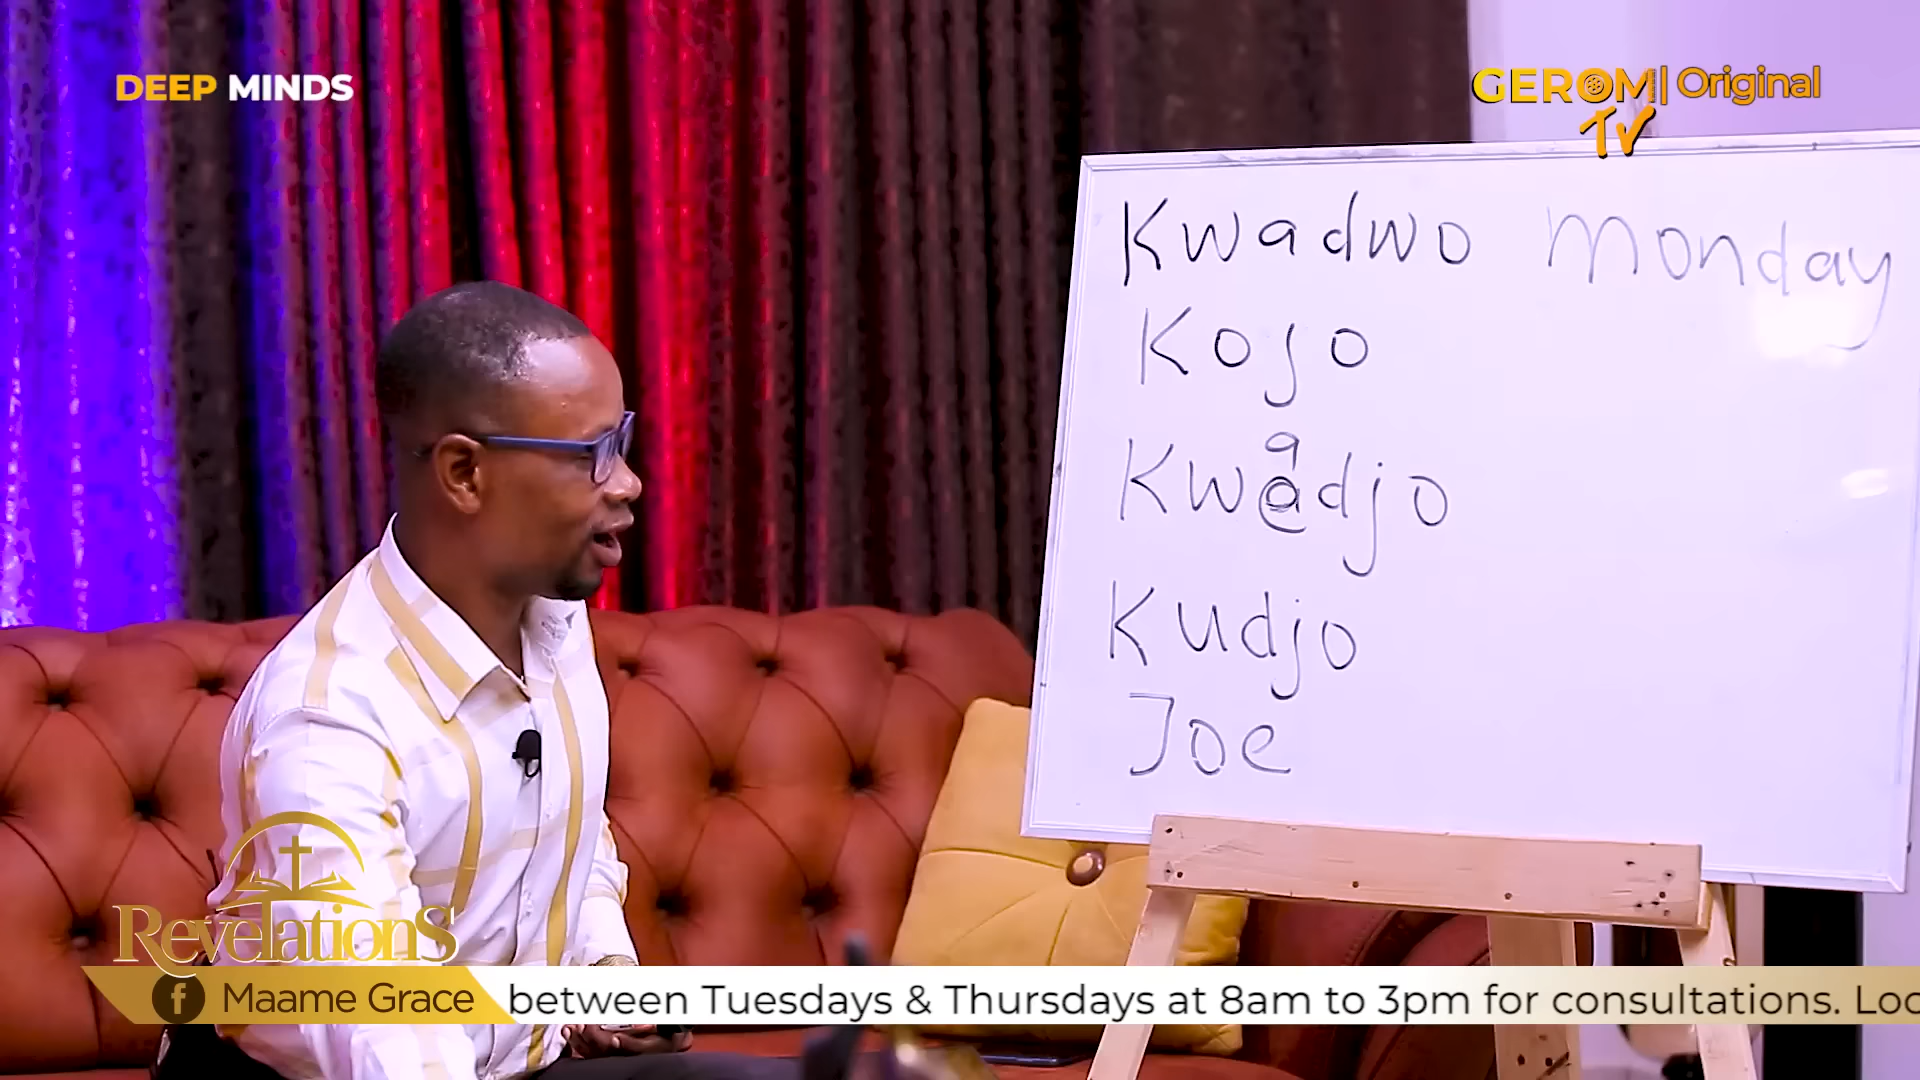 DEEP MINDS
GEROM TV | Original
Kwadwo Monday
Kojo
Kwadjo
Kudjo
Joe
Revelations
Maame Grace
between Tuesdays & Thursdays at 8am to 3pm for consultations. Loc